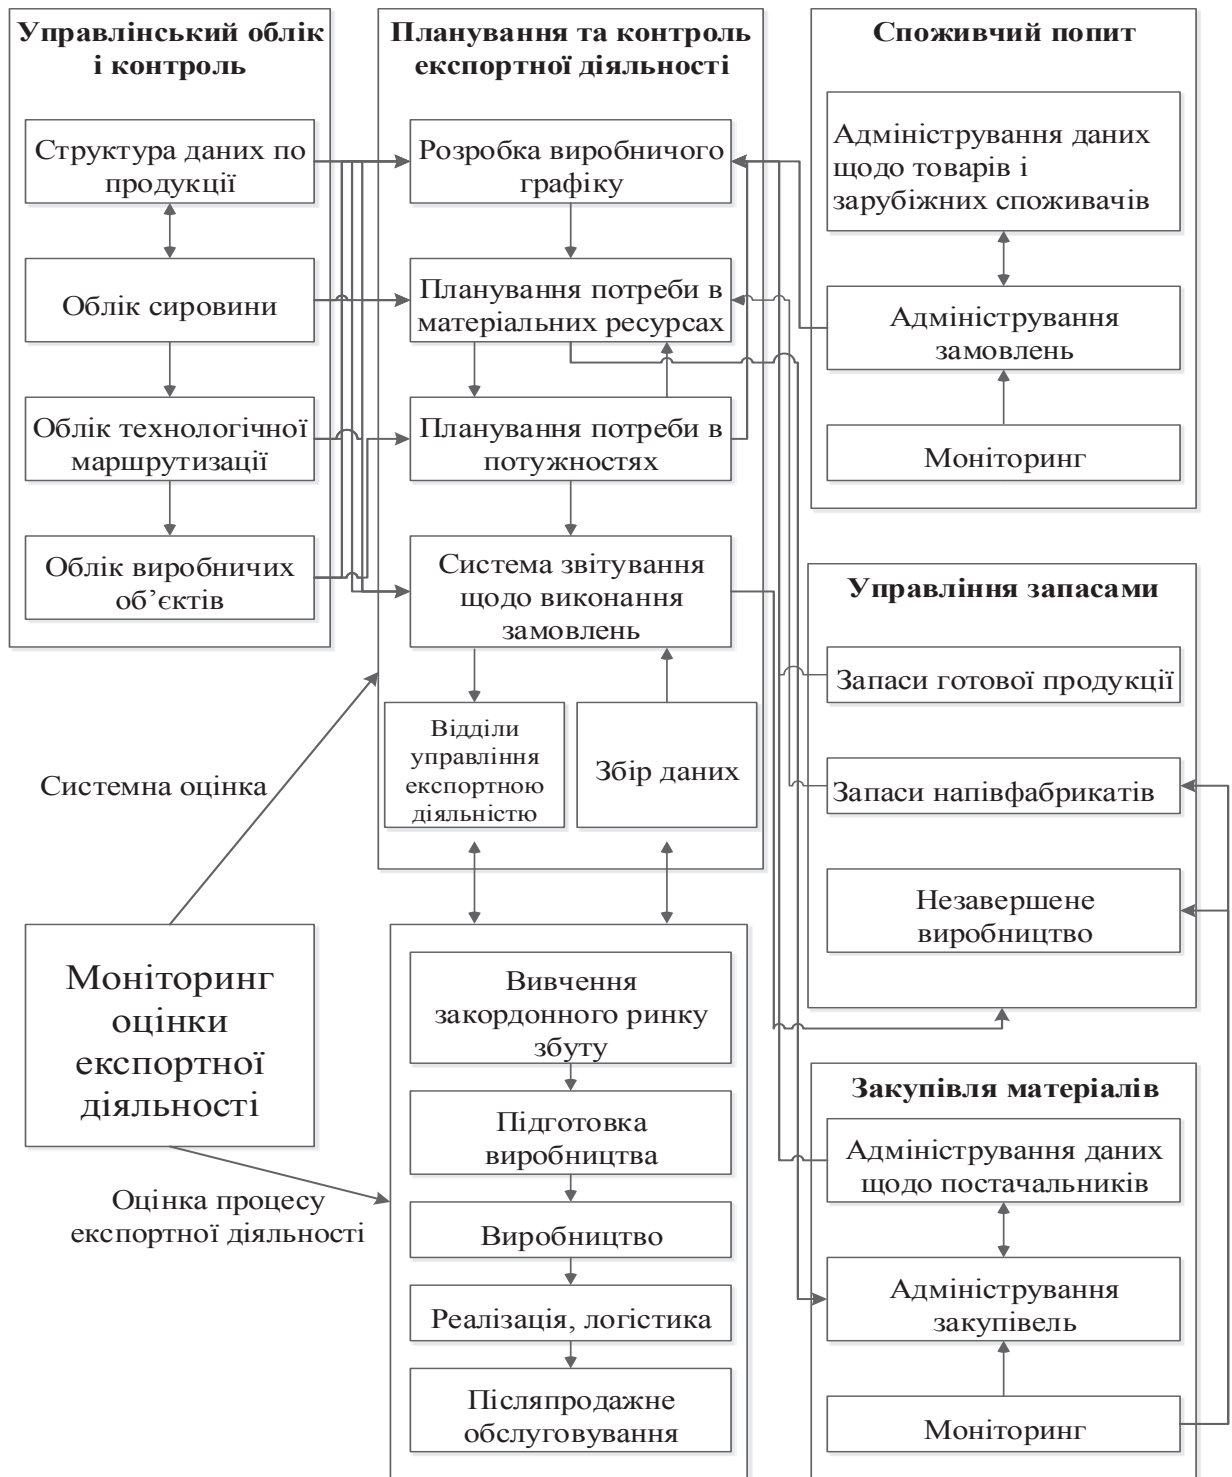 Управлінський облік
і контроль
Структура даних по
продукції
Облік сировини
Облік технологічної
маршрутизації
Облік виробничих
об’єктів
Планування та контроль
експортної діяльності
Розробка виробничого
графіку
Планування потреби в
матеріальних ресурсах
Планування потреби в
потужностях
Система звітування
щодо виконання
замовлень
Відділи
управління
експортною
діяльністю
Збір даних
Споживчий попит
Адміністрування даних
щодо товарів і
зарубіжних споживачів
Адміністрування
замовлень
Моніторинг
Управління запасами
Запаси готової продукції
Запаси напівфабрикатів
Незавершене
виробництво
Системна оцінка
Моніторинг
оцінки
експортної
діяльності
Оцінка процесу
експортної діяльності
Вивчення
закордонного ринку
збуту
Підготовка
виробництва
Виробництво
Реалізація, логістика
Післяпродажне
обслуговування
Закупівля матеріалів
Адміністрування даних
щодо постачальників
Адміністрування
закупівель
Моніторинг